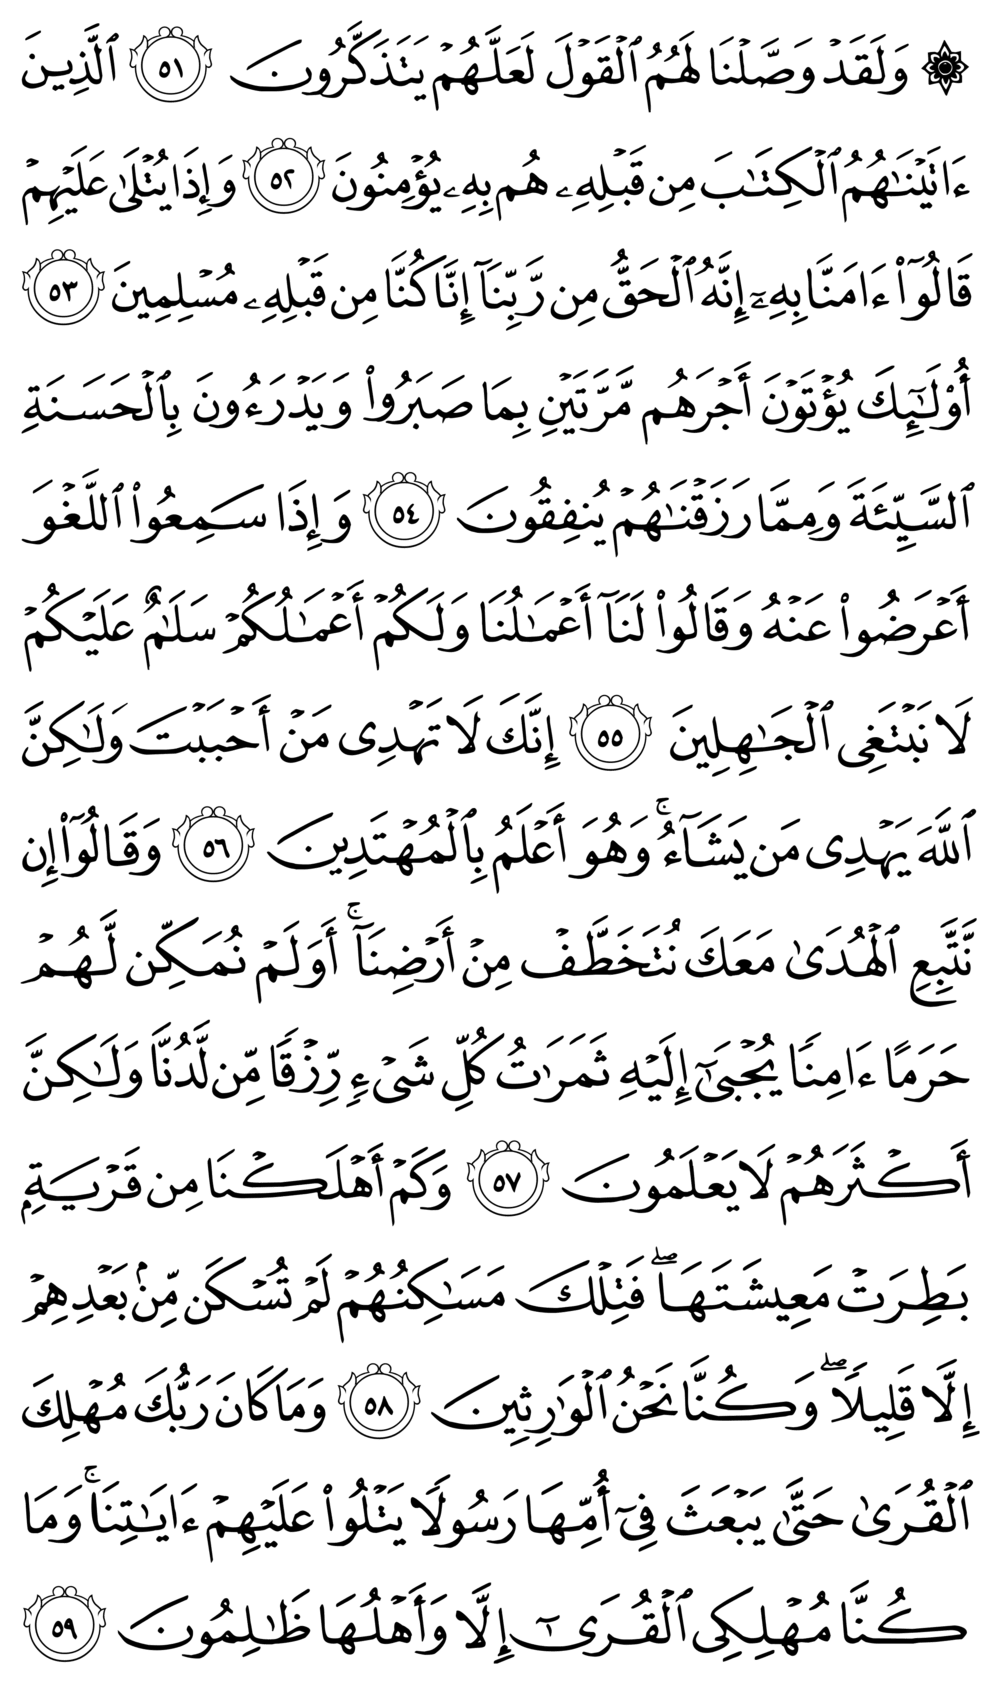 ۞ وَلَقَدۡ وَصَّلۡنَا لَهُمُ ٱلۡقَوۡلَ لَعَلَّهُمۡ يَتَذَكَّرُونَ ٥١ ٱلَّذِينَ
ءَاتَيۡنَٰهُمُ ٱلۡكِتَٰبَ مِن قَبۡلِهِۦ هُم بِهِۦ يُؤۡمِنُونَ ٥٢ وَإِذَا يُتۡلَىٰ عَلَيۡهِمۡ
قَالُوٓاْ ءَامَنَّا بِهِۦٓ إِنَّهُ ٱلۡحَقُّ مِن رَّبِّنَآ إِنَّا كُنَّا مِن قَبۡلِهِۦ مُسۡلِمِينَ ٥٣
أُوْلَٰٓئِكَ يُؤۡتَوۡنَ أَجۡرَهُم مَّرَّتَيۡنِ بِمَا صَبَرُواْ وَيَدۡرَءُونَ بِٱلۡحَسَنَةِ
ٱلسَّيِّئَةَ وَمِمَّا رَزَقۡنَٰهُمۡ يُنفِقُونَ ٥٤ وَإِذَا سَمِعُواْ ٱللَّغۡوَ
أَعۡرَضُواْ عَنۡهُ وَقَالُواْ لَنَآ أَعۡمَٰلُنَا وَلَكُمۡ أَعۡمَٰلُكُمۡ سَلَٰمٌ عَلَيۡكُمۡ
لَا نَبۡتَغِي ٱلۡجَٰهِلِينَ ٥٥ إِنَّكَ لَا تَهۡدِي مَنۡ أَحۡبَبۡتَ وَلَٰكِنَّ
ٱللَّهَ يَهۡدِي مَن يَشَآءُۚ وَهُوَ أَعۡلَمُ بِٱلۡمُهۡتَدِينَ ٥٦ وَقَالُوٓاْ إِن
نَّتَّبِعِ ٱلۡهُدَىٰ مَعَكَ نُتَخَطَّفۡ مِنۡ أَرۡضِنَآۚ أَوَلَمۡ نُمَكِّن لَّهُمۡ
حَرَمًا ءَامِنٗا يُجۡبَىٰٓ إِلَيۡهِ ثَمَرَٰتُ كُلِّ شَيۡءٖ رِّزۡقٗا مِّن لَّدُنَّا وَلَٰكِنَّ
أَكۡثَرَهُمۡ لَا يَعۡلَمُونَ ٥٧ وَكَمۡ أَهۡلَكۡنَا مِن قَرۡيَةِۭ
بَطِرَتۡ مَعِيشَتَهَاۖ فَتِلۡكَ مَسَٰكِنُهُمۡ لَمۡ تُسۡكَن مِّنۢ بَعۡدِهِمۡ
إِلَّا قَلِيلٗاۖ وَكُنَّا نَحۡنُ ٱلۡوَٰرِثِينَ ٥٨ وَمَا كَانَ رَبُّكَ مُهۡلِكَ
ٱلۡقُرَىٰ حَتَّىٰ يَبۡعَثَ فِيٓ أُمِّهَا رَسُولٗا يَتۡلُواْ عَلَيۡهِمۡ ءَايَٰتِنَاۚ وَمَا
كُنَّا مُهۡلِكِي ٱلۡقُرَىٰٓ إِلَّا وَأَهۡلُهَا ظَٰلِمُونَ ٥٩